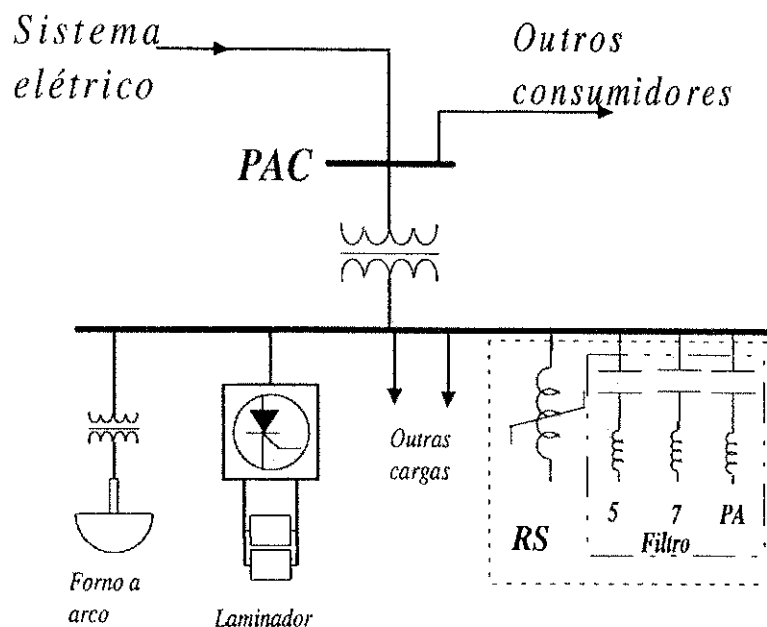 Sistema
elétrico
Outros
consumidores
PAC
Outras
cargas
RS
5
7
PA
Filtro
Forno a
arco
Laminador